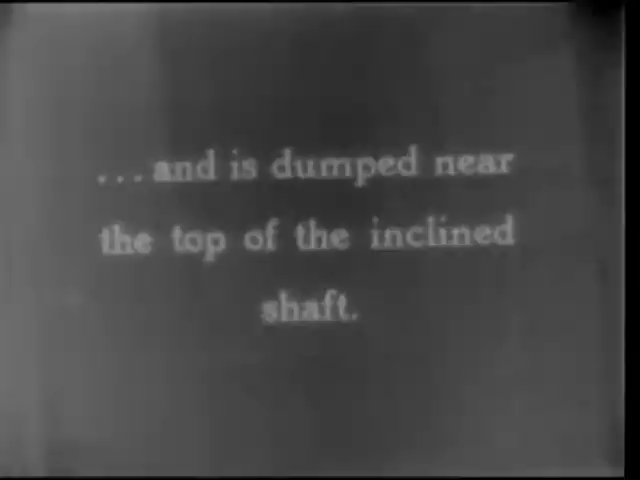 ...and is dumped near
the top of the inclined
shaft.